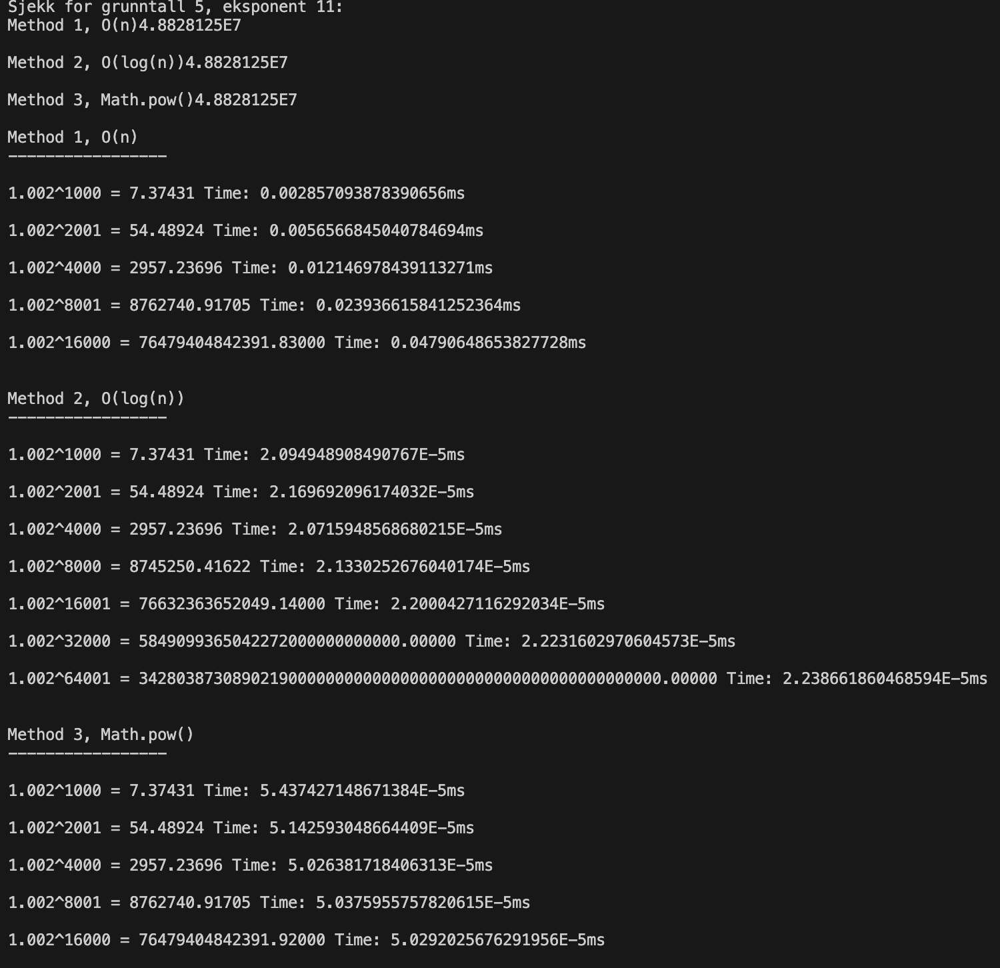 Sjekk for grunntall 5, eksponent 11:
Method 1, O(n)4.8828125E7
Method 2, O(log(n))4.8828125E7
Method 3, Math.pow()4.8828125E7
Method 1, O(n)
-----------------
1.002^1000 = 7.37431 Time: 0.002857093878390656ms
1.002^2001 = 54.48924 Time: 0.0056566845040784694ms
1.002^4000 = 2957.23696 Time: 0.012146978439113271ms
1.002^8001 = 8762740.91705 Time: 0.023936615841252364ms
1.002^16000 = 76479404842391.83000 Time: 0.04790648653827728ms
Method 2, O(log(n))
-----------------
1.002^1000 = 7.37431 Time: 2.094948908490767E-5ms
1.002^2001 = 54.48924 Time: 2.169692096174032E-5ms
1.002^4000 = 2957.23696 Time: 2.0715948568680215E-5ms
1.002^8000 = 8745250.41622 Time: 2.1330252676040174E-5ms
1.002^16001 = 76632363652049.14000 Time: 2.2000427116292034E-5ms
1.002^32000 = 5849099365042272000000000000.00000 Time: 2.2231602970604573E-5ms
1.002^64001 = 34280387308902190000000000000000000000000000000000000000.00000 Time: 2.238661860468594E-5ms
Method 3, Math.pow()
-----------------
1.002^1000 = 7.37431 Time: 5.437427148671384E-5ms
1.002^2001 = 54.48924 Time: 5.142593048664409E-5ms
1.002^4000 = 2957.23696 Time: 5.026381718406313E-5ms
1.002^8001 = 8762740.91705 Time: 5.0375955757820615E-5ms
1.002^16000 = 76479404842391.92000 Time: 5.0292025676291956E-5ms